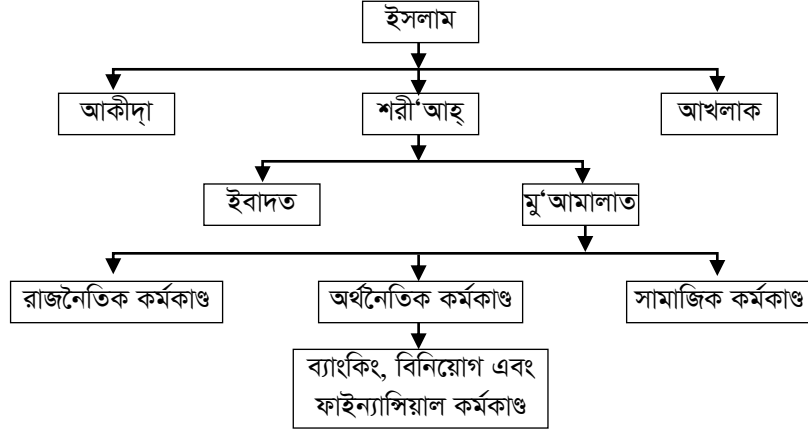 ইসলাম
আকীদ্া
শরী‘আহ্
আখলাক
ইবাদত
মু‘আমালাত
রাজনৈতিক কর্মকাণ্ড
অর্থনৈতিক কর্মকাণ্ড
সামাজিক কর্মকাণ্ড
ব্যাংকিং, বিনিয়োগ এবং
ফাইন্যান্সিয়াল কর্মকাণ্ড